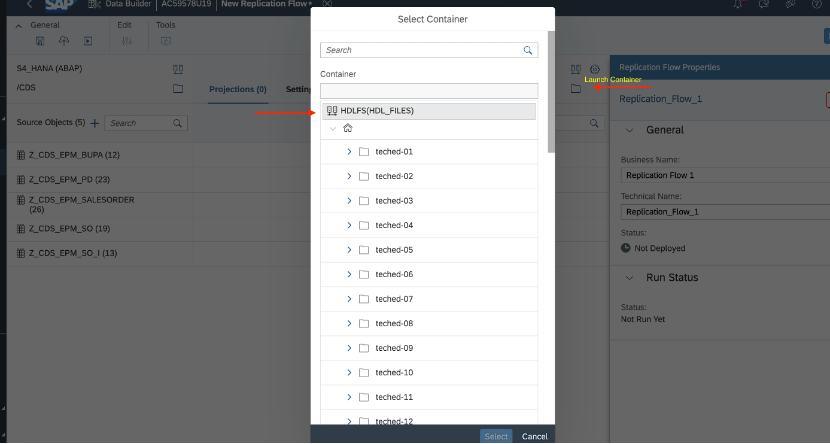 SAP
Data Builder
AC59578U19
New Replication Flow
General
Edit
Tools
Select Container
Search
Container
HDLFS(HDL_FILES)
teched-01
teched-02
teched-03
teched-04
teched-05
teched-06
teched-07
teched-08
teched-09
teched-10
teched-11
teched-12
Select
Cancel
S4_HANA (ABAP)
/CDS
Projections (0)
Source Objects (5)
Search
Z_CDS_EPM_BUPA (12)
Z_CDS_EPM_PD (23)
Z_CDS_EPM_SALESORDER
(26)
Z_CDS_EPM_SO (19)
Z_CDS_EPM_SO_I (13)
Launch Container
Replication Flow Properties
Replication_Flow_1
General
Business Name:
Replication Flow 1
Technical Name:
Replication_Flow_1
Status:
Not Deployed
Run Status
Status:
Not Run Yet